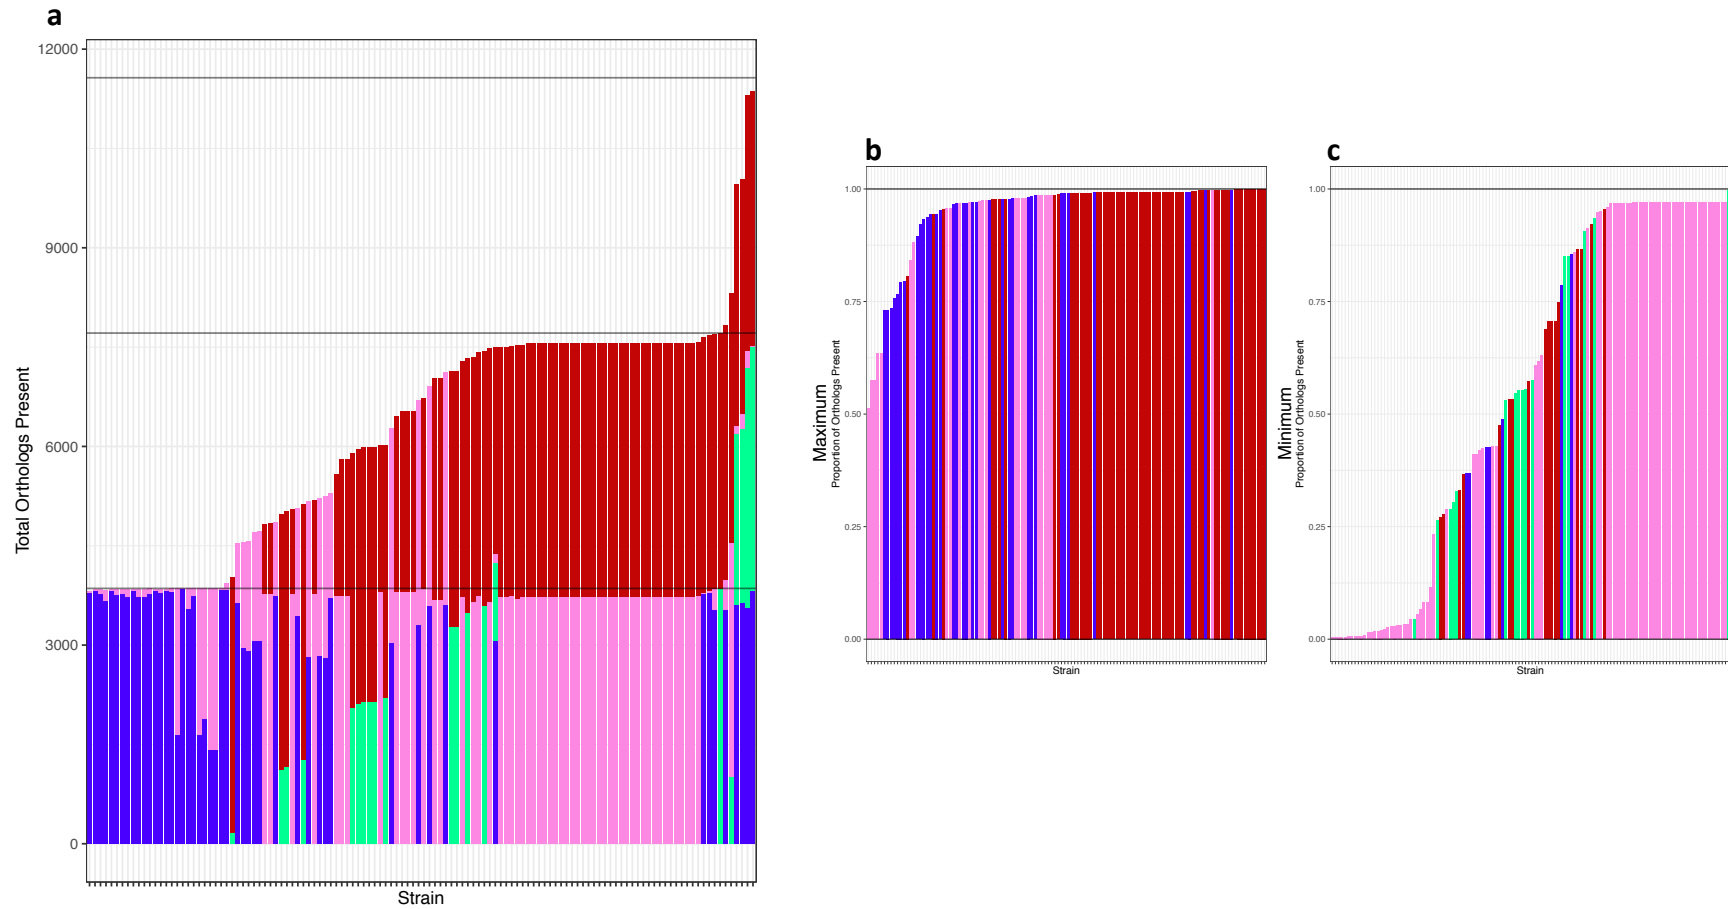 a
12000
9000
6000
3000
0
Total Orthologs Present
Strain
b
1.00
0.75
0.50
0.25
0.00
Maximum
Proportion of Orthologs Present
Strain
c
1.00
0.75
0.50
0.25
0.00
Minimum
Proportion of Orthologs Present
Strain